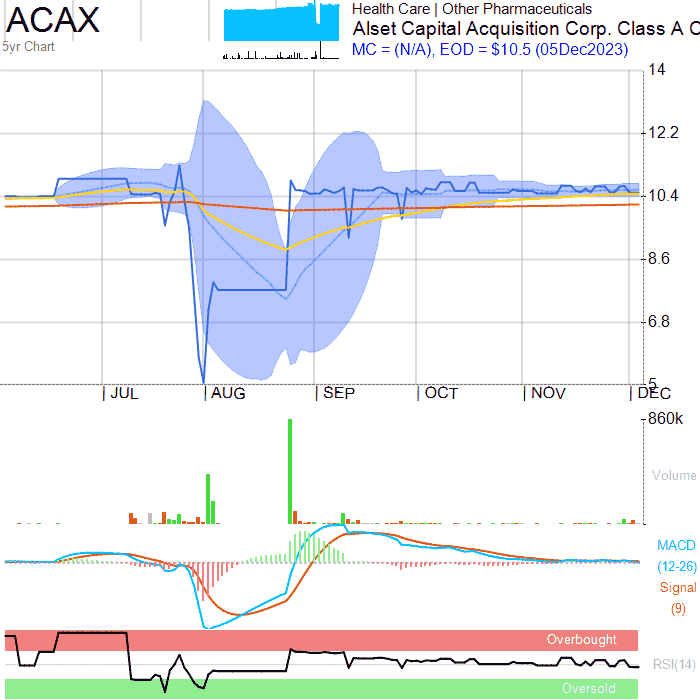 ACAX
5yr Chart
Health Care | Other Pharmaceuticals
Alset Capital Acquisition Corp. Class A C
MC = (N/A), EOD = $10.5 (05Dec2023)
14
12.2
10.4
8.6
6.8
5
JUL
AUG
SEP
OCT
NOV
DEC
860k
Volume
MACD
(12-26)
Signal
(9)
Overbought
RSI(14)
Oversold